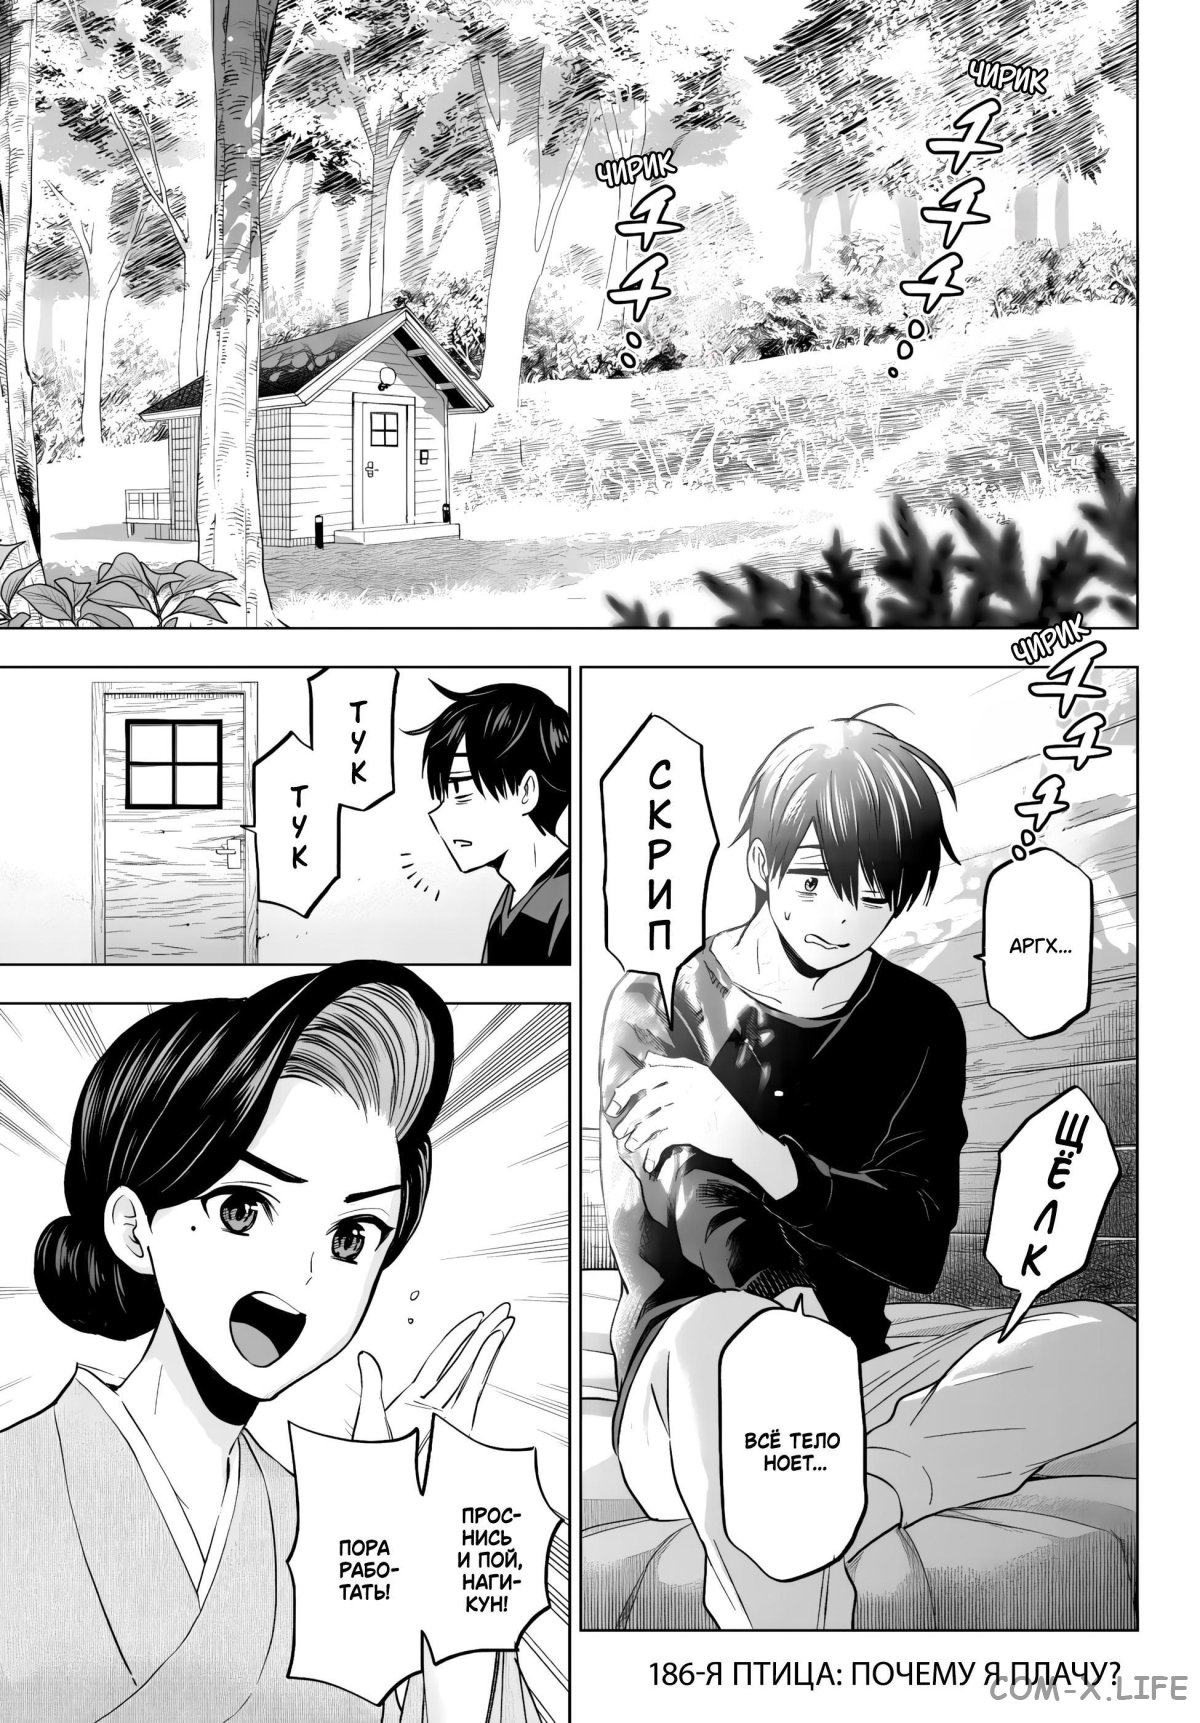 ЧИРИК
チチチ...
ЧИРИК
チチ...
ЧИРИК
チチチ...
АРГХ...
СКРИП
ЩЁЛК
ВСЁ ТЕЛО
НОЕТ...
ТУК
ТУК
ПРОС-
НИСЬ
И ПОЙ,
НАГИ-
КУН!
ПОРА
РАБО-
ТАТЬ!
186-Я ПТИЦА: ПОЧЕМУ Я ПЛАЧУ?
COM-X.LIFE